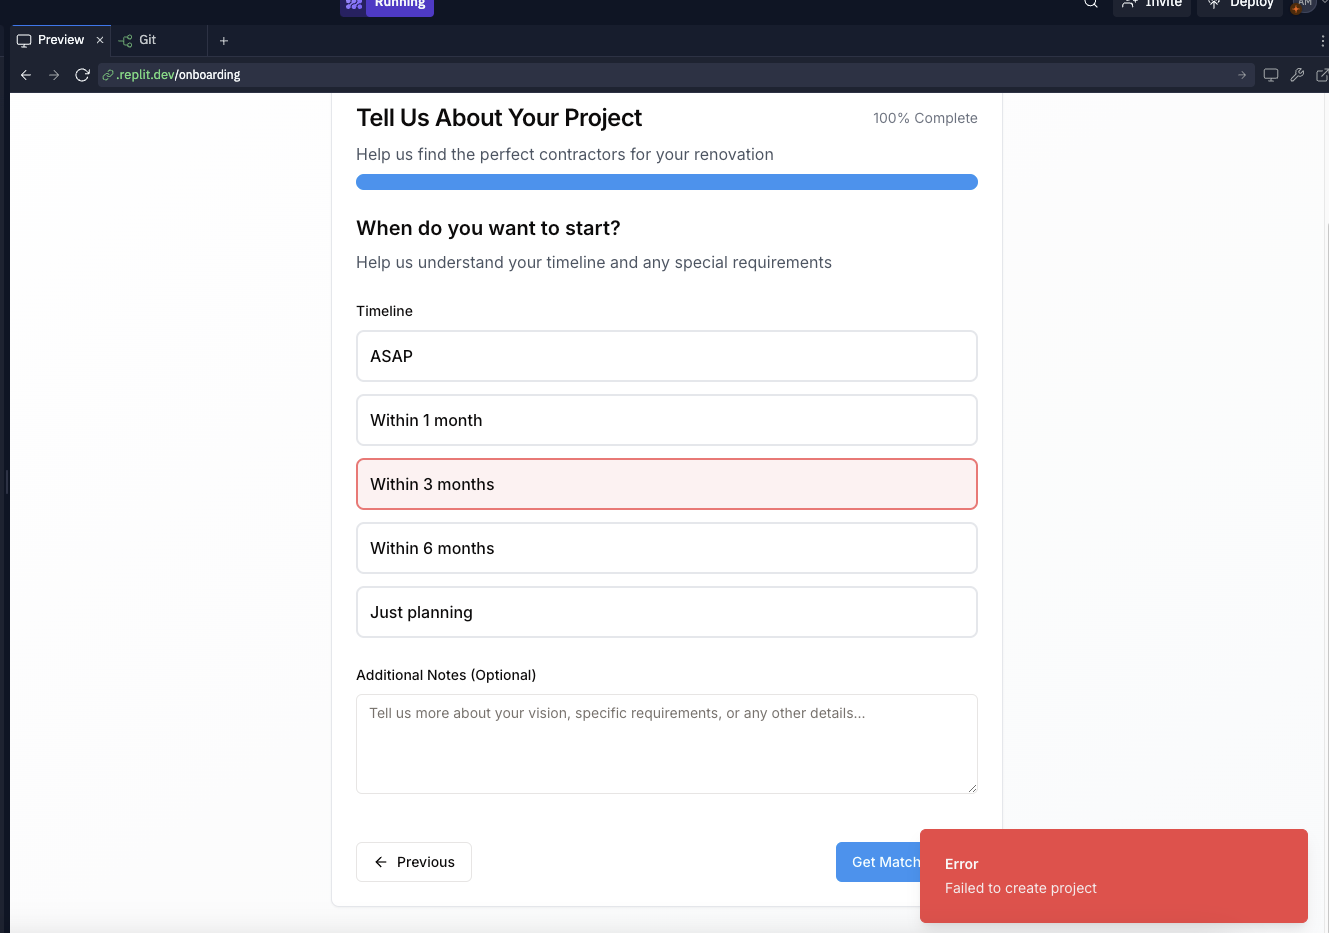 Running
Invite
Deploy
AM
Preview
Git
.replit.dev/onboarding
Tell Us About Your Project
100% Complete
Help us find the perfect contractors for your renovation
When do you want to start?
Help us understand your timeline and any special requirements
Timeline
ASAP
Within 1 month
Within 3 months
Within 6 months
Just planning
Additional Notes (Optional)
Tell us more about your vision, specific requirements, or any other details...
Previous
Get Match
Error
Failed to create project